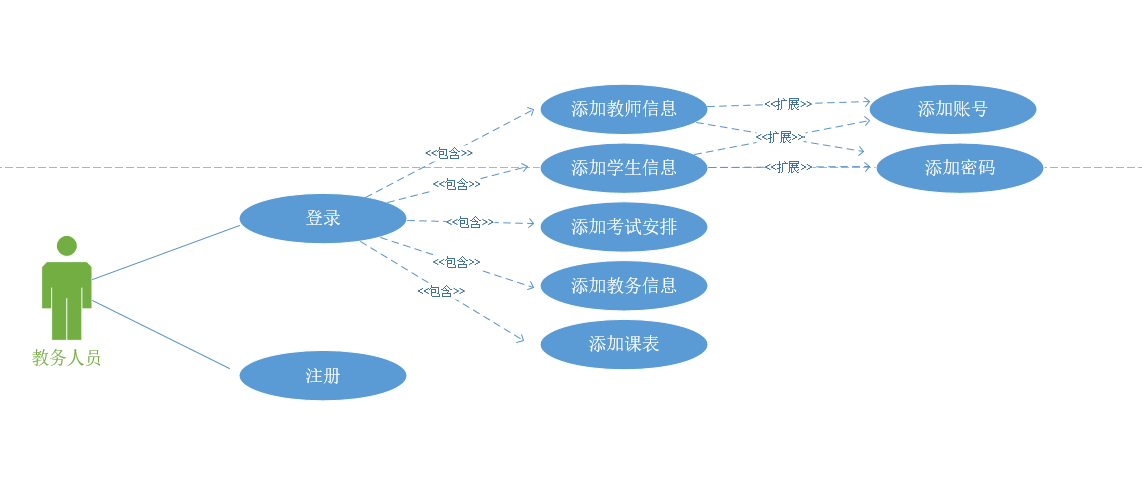 添加教师信息
<<扩展>>
添加账号
<<扩展>>
<<包含>>
添加学生信息
<<扩展>>
添加密码
<<包含>>
登录
<<包含>>
添加考试安排
<<包含>>
添加教务信息
<<包含>>
添加课表
教务人员
注册